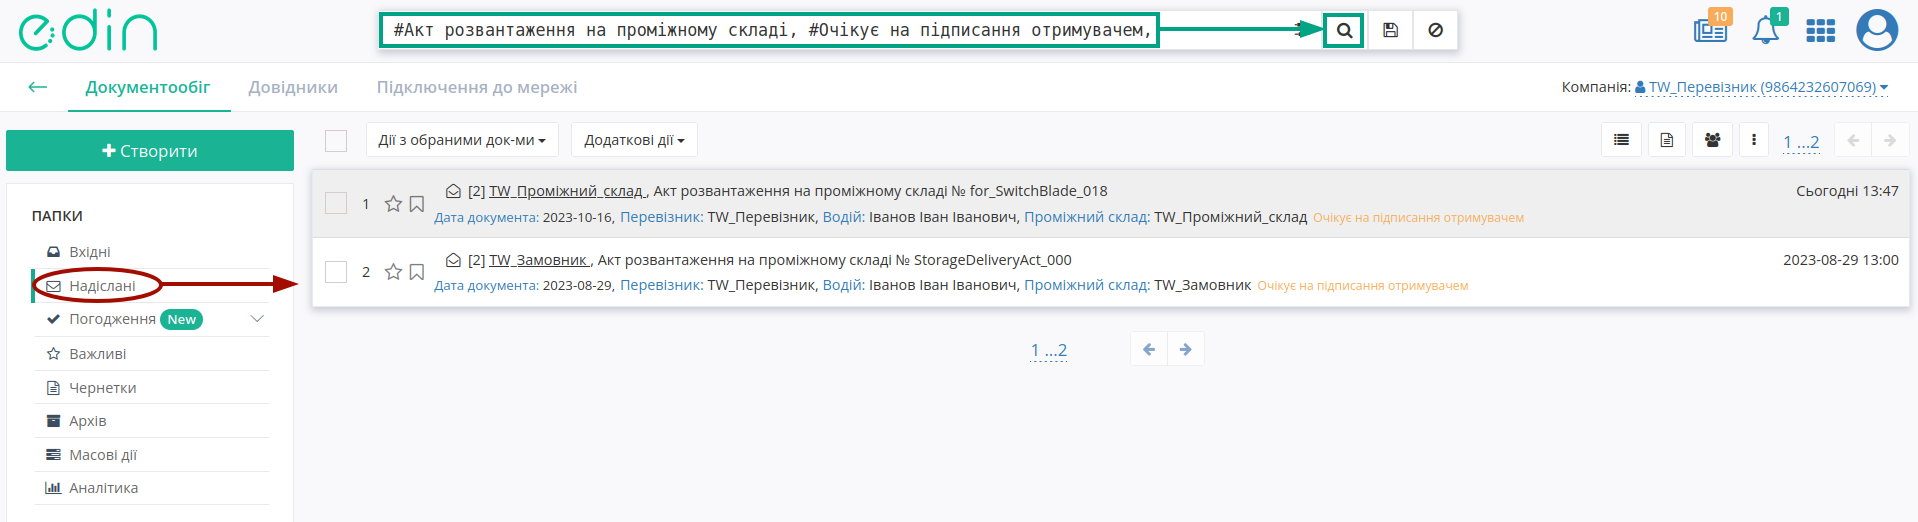 edin
#Акт розвантаження на проміжному складі, #Очікує на підписання отримувачем,
10
1
Документообіг
Довідники
Підключення до мережі
Компанія: TW_Перевізник (9864232607069)
+ Створити
Дії з обраними док-ми
Додаткові дії
1 ...2
ПАПКИ
Вхідні
Надіслані
Погодження New
Важливі
Чернетки
Архів
Масові дії
Аналітика
1 [2] TW_Проміжний_склад , Акт розвантаження на проміжному складі № for_SwitchBlade_018 Сьогодні 13:47
Дата документа: 2023-10-16, Перевізник: TW_Перевізник, Водій: Іванов Іван Іванович, Проміжний склад: TW_Проміжний_склад Очікує на підписання отримувачем
2 [2] TW_Замовник , Акт розвантаження на проміжному складі № StorageDeliveryAct_000 2023-08-29 13:00
Дата документа: 2023-08-29, Перевізник: TW_Перевізник, Водій: Іванов Іван Іванович, Проміжний склад: TW_Замовник Очікує на підписання отримувачем
1 ...2